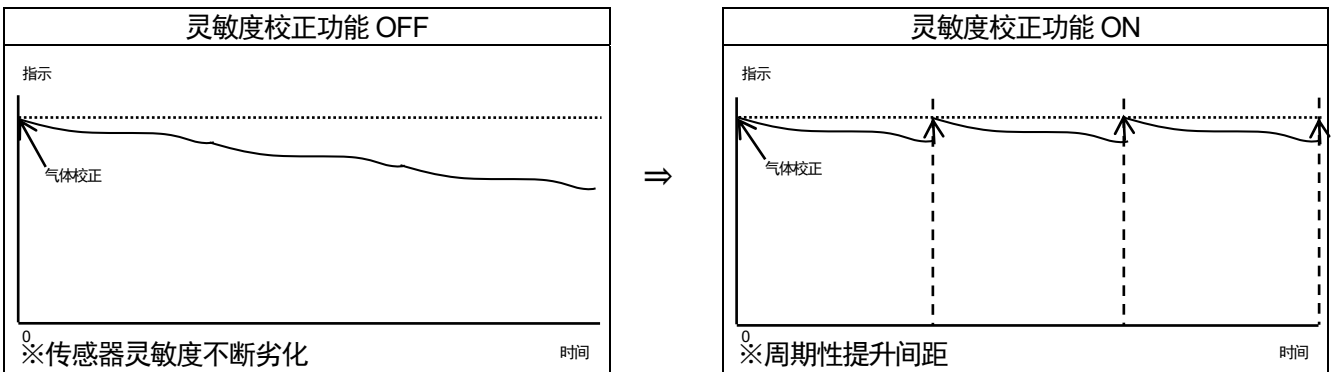 灵敏度校正功能 OFF
指示
气体校正
0
※传感器灵敏度不断劣化
时间
⇒
灵敏度校正功能 ON
指示
气体校正
0
※周期性提升间距
时间